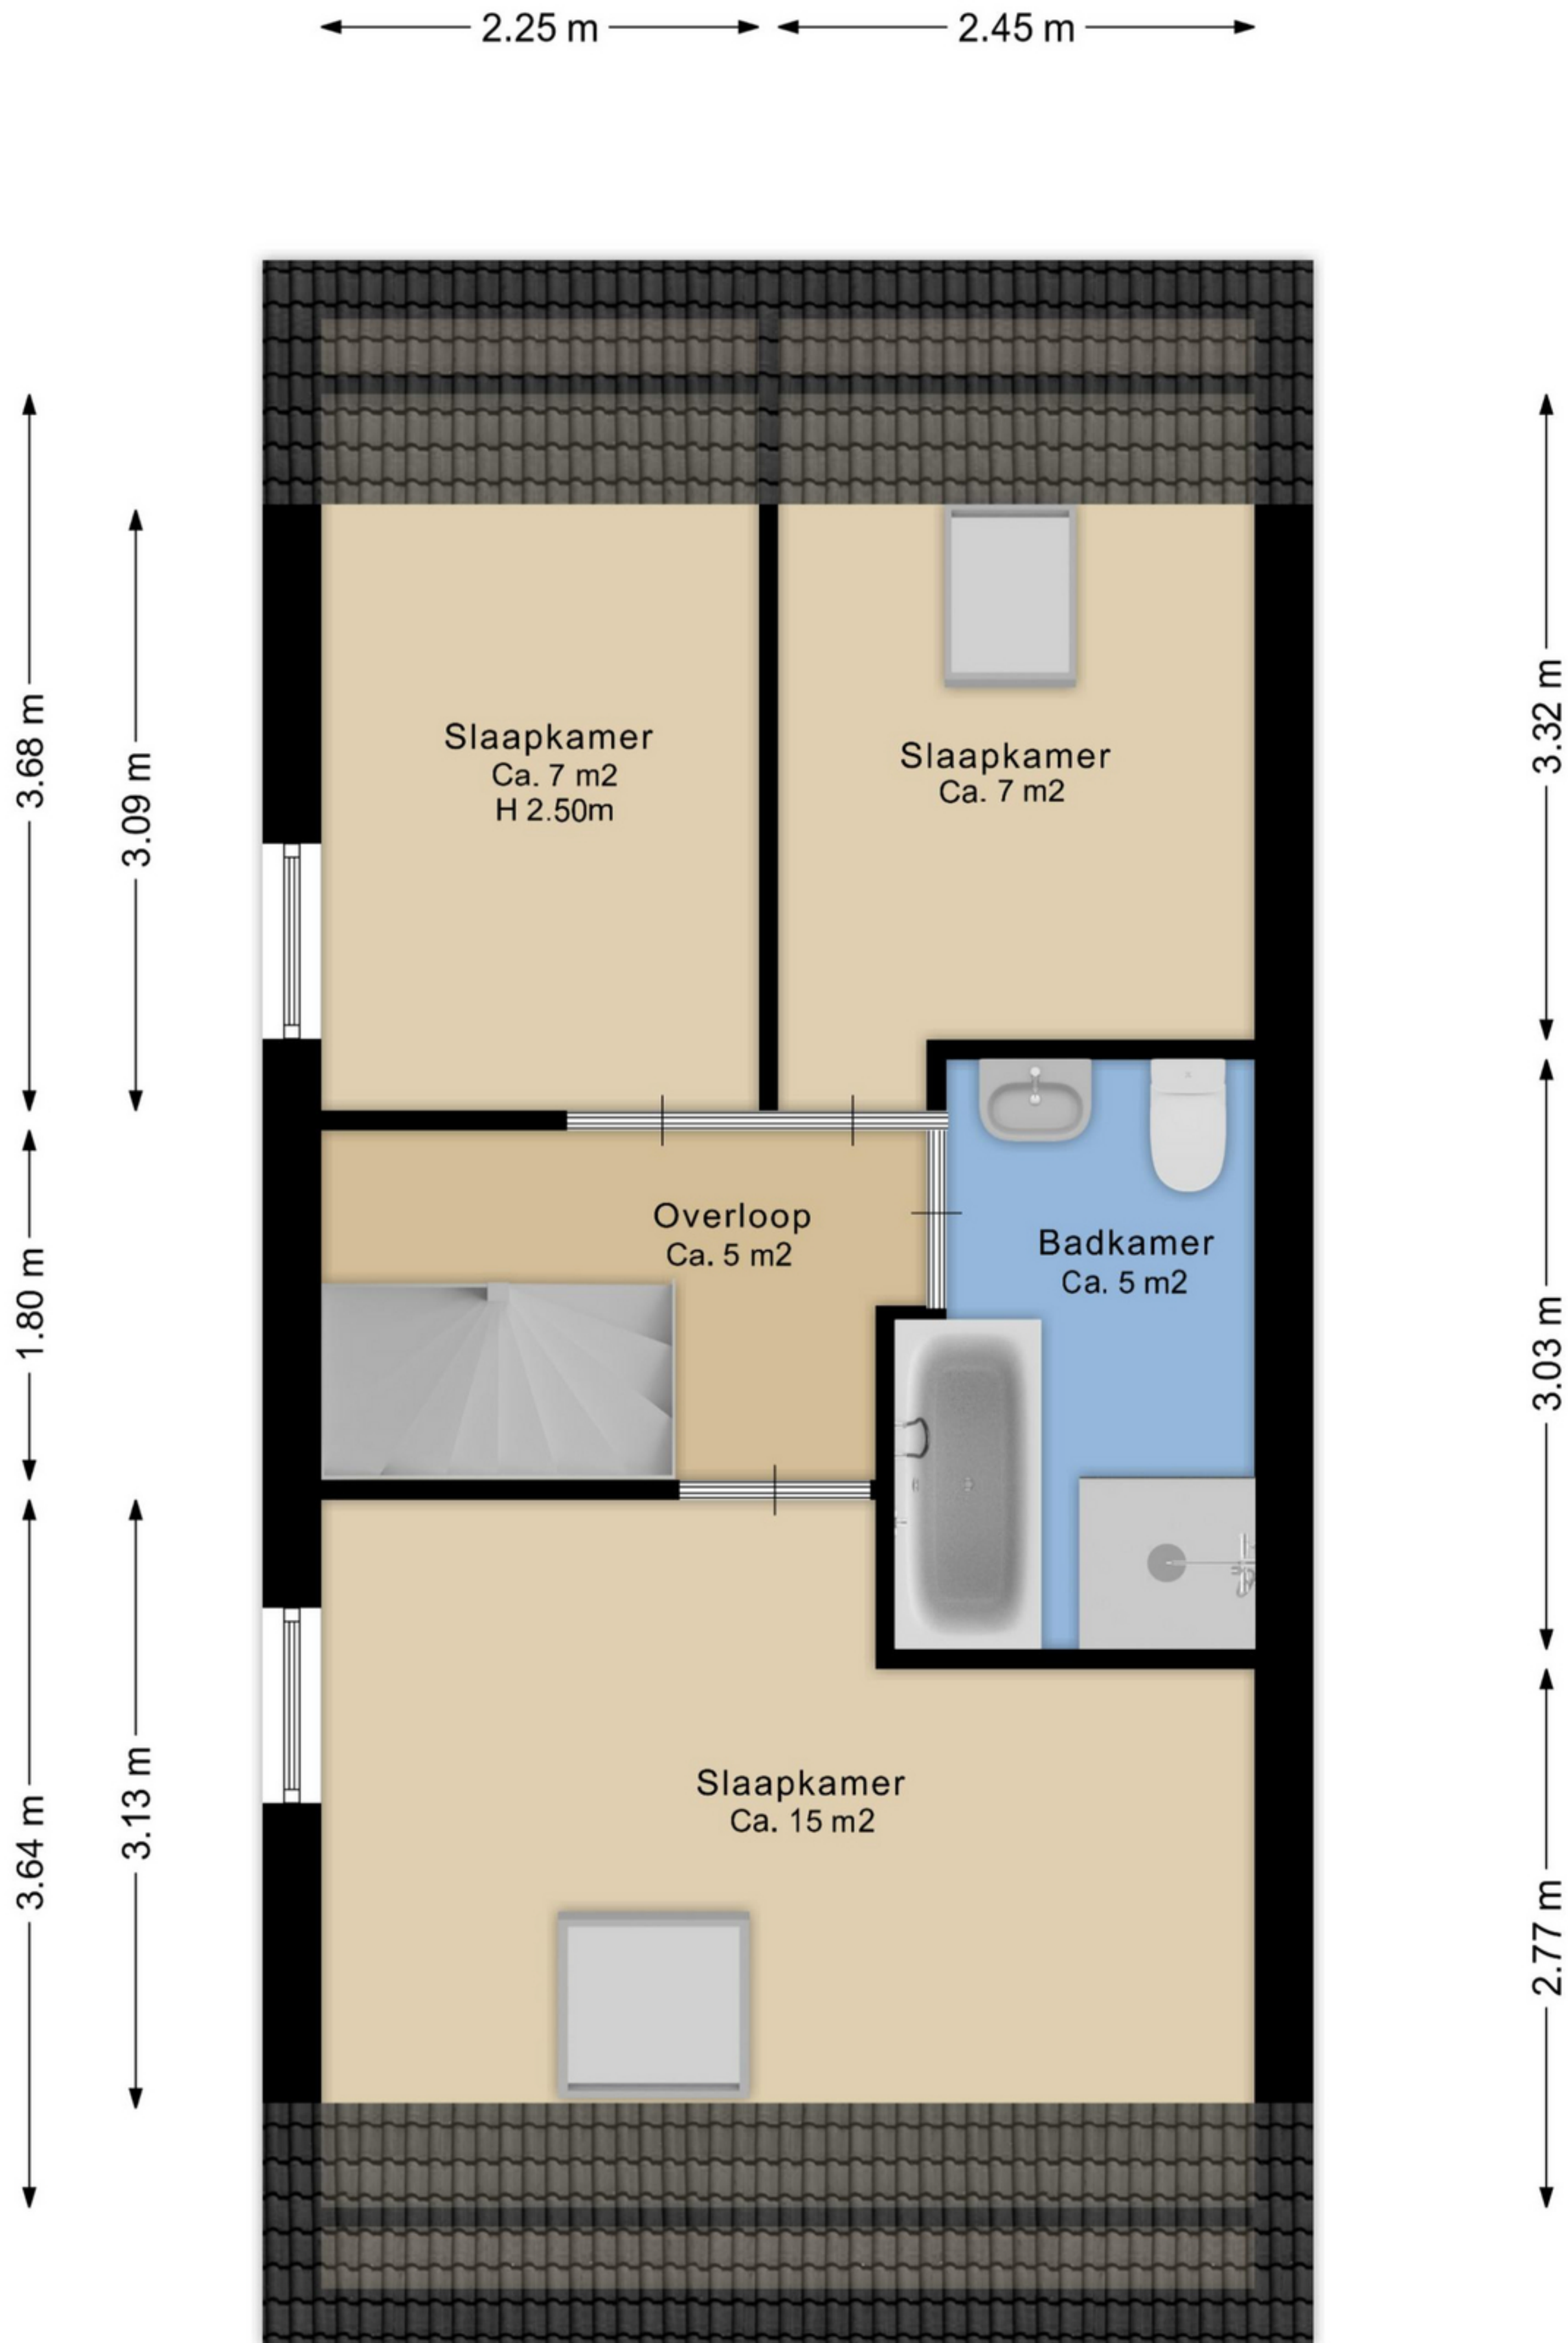 2.25 m
2.45 m
3.68 m
3.09 m
3.32 m
Slaapkamer
Ca. 7 m2
H 2.50m
Slaapkamer
Ca. 7 m2
1.80 m
Overloop
Ca. 5 m2
Badkamer
Ca. 5 m2
3.03 m
3.64 m
3.13 m
Slaapkamer
Ca. 15 m2
2.77 m